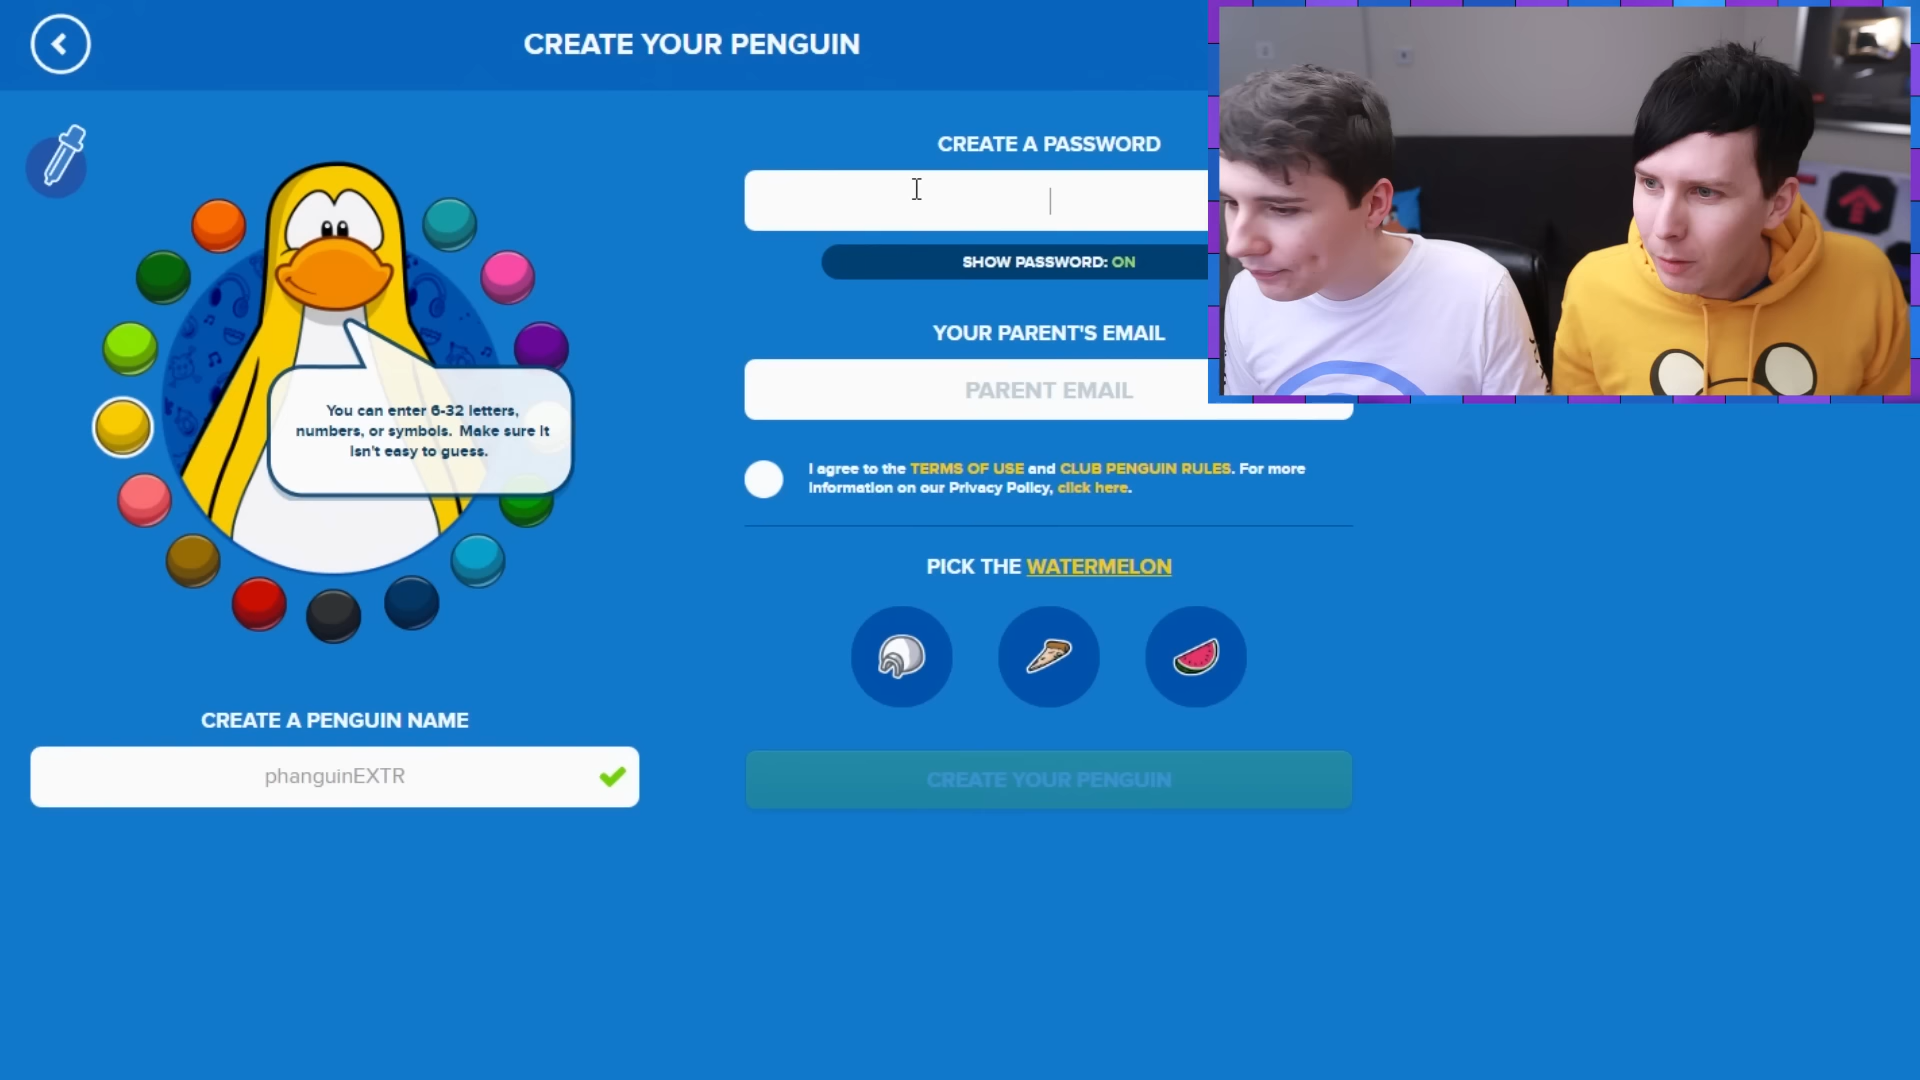 CREATE YOUR PENGUIN
CREATE A PASSWORD
SHOW PASSWORD: ON
YOUR PARENT'S EMAIL
PARENT EMAIL
You can enter 6-32 letters,
numbers, or symbols. Make sure it
isn't easy to guess.
I agree to the TERMS OF USE and CLUB PENGUIN RULES. For more
information on our Privacy Policy, click here.
PICK THE WATERMELON
CREATE A PENGUIN NAME
phanguinEXTR
CREATE YOUR PENGUIN